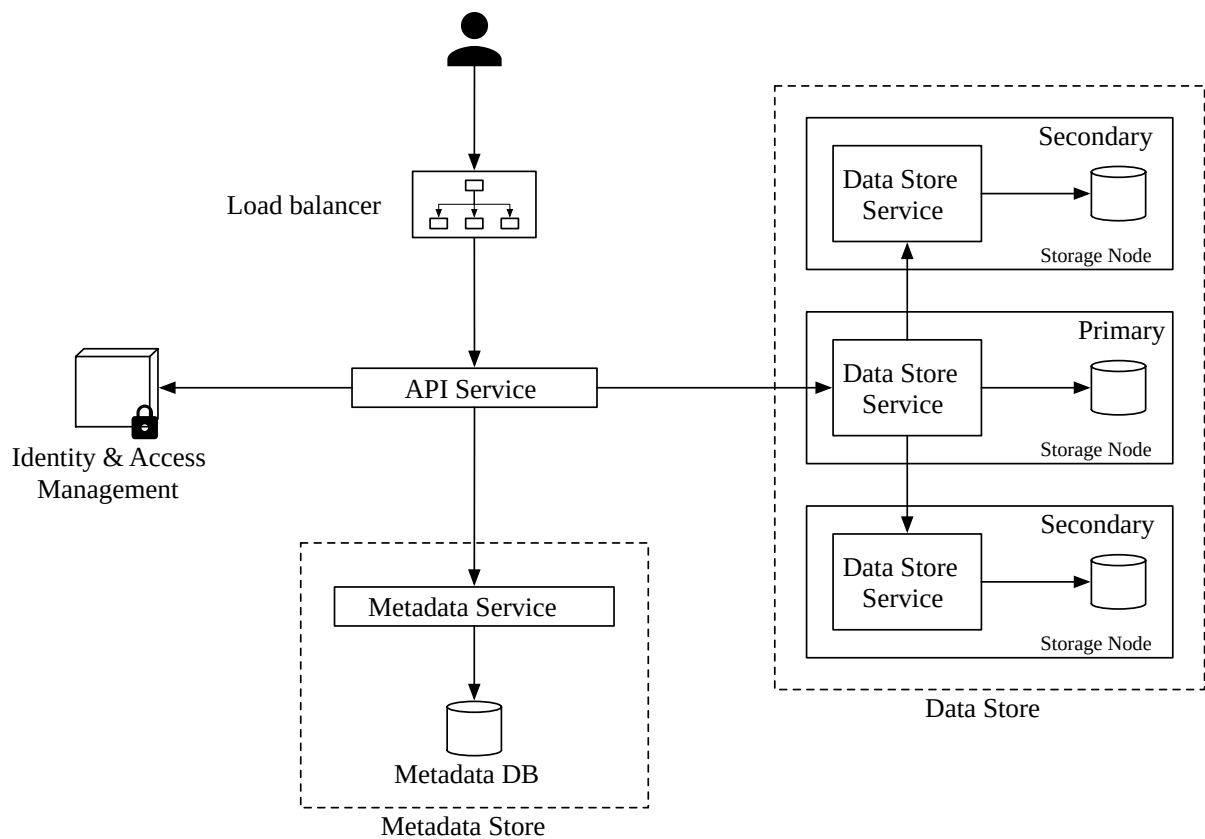 Load balancer
API Service
Identity & Access
Management
Metadata Service
Metadata DB
Metadata Store
Secondary
Data Store
Service
Storage Node
Primary
Data Store
Service
Storage Node
Secondary
Data Store
Service
Storage Node
Data Store